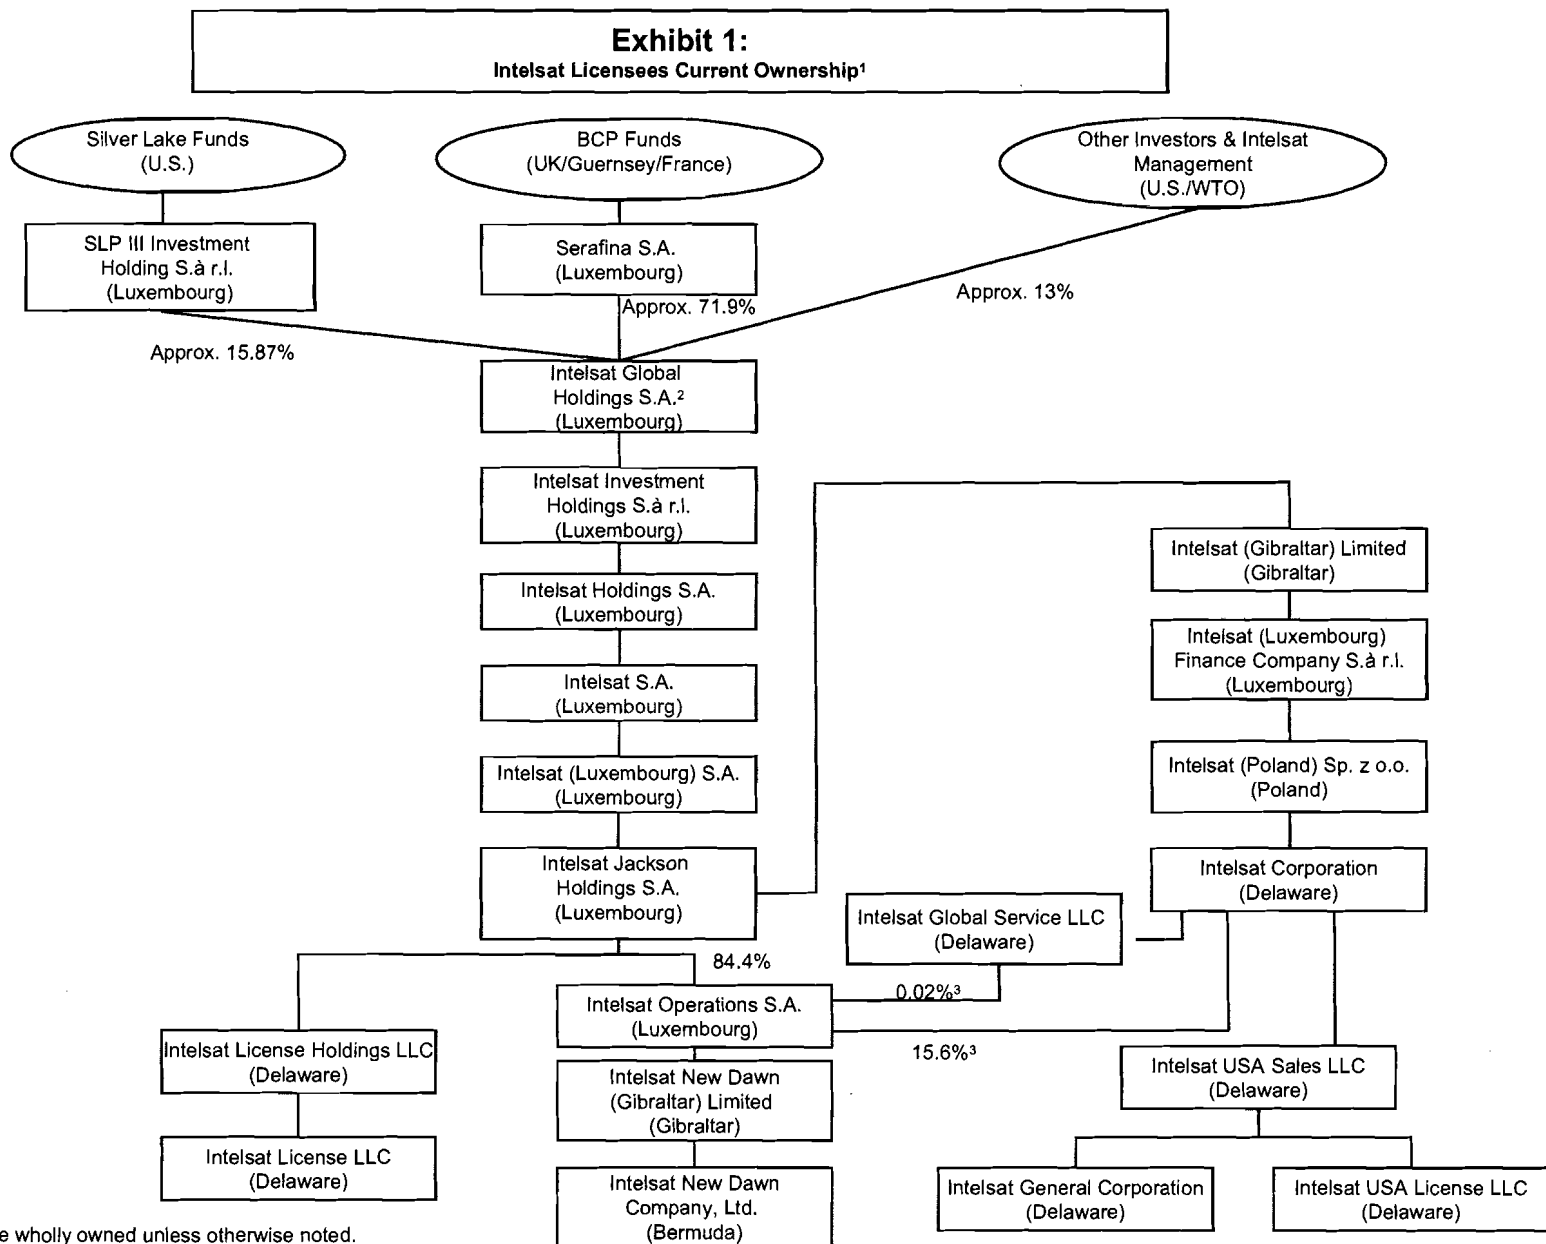 Exhibit 1:
Intelsat Licensees Current Ownership¹
Silver Lake Funds
(U.S.)
BCP Funds
(UK/Guernsey/France)
Other Investors & Intelsat
Management
(U.S./WTO)
SLP III Investment
Holding S.à r.l.
(Luxembourg)
Serafina S.A.
(Luxembourg)
Approx. 15.87%
Approx. 71.9%
Approx. 13%
Intelsat Global
Holdings S.A.²
(Luxembourg)
Intelsat Investment
Holdings S.à r.l.
(Luxembourg)
Intelsat Holdings S.A.
(Luxembourg)
Intelsat S.A.
(Luxembourg)
Intelsat (Luxembourg) S.A.
(Luxembourg)
Intelsat Jackson
Holdings S.A.
(Luxembourg)
Intelsat (Gibraltar) Limited
(Gibraltar)
Intelsat (Luxembourg)
Finance Company S.à r.l.
(Luxembourg)
Intelsat (Poland) Sp. z o.o.
(Poland)
Intelsat Corporation
(Delaware)
Intelsat Global Service LLC
(Delaware)
84.4%
0.02%³
15.6%³
Intelsat Operations S.A.
(Luxembourg)
Intelsat License Holdings LLC
(Delaware)
Intelsat License LLC
(Delaware)
Intelsat New Dawn
(Gibraltar) Limited
(Gibraltar)
Intelsat New Dawn
Company, Ltd.
(Bermuda)
Intelsat USA Sales LLC
(Delaware)
Intelsat General Corporation
(Delaware)
Intelsat USA License LLC
(Delaware)
e wholly owned unless otherwise noted.